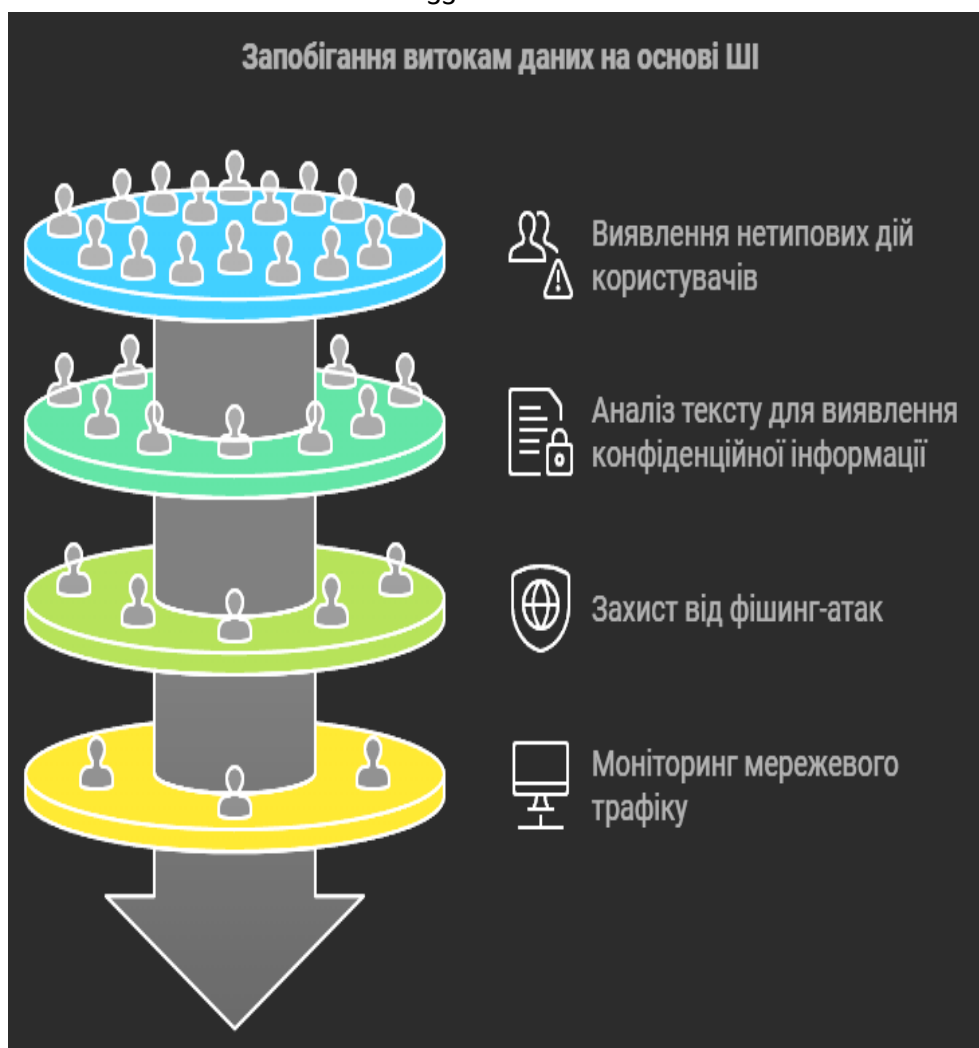 Запобігання витокам даних на основі ШІ
Виявлення нетипових дій
користувачів
Аналіз тексту для виявлення
конфіденційної інформації
Захист від фішинг-атак
Моніторинг мережевого
трафіку